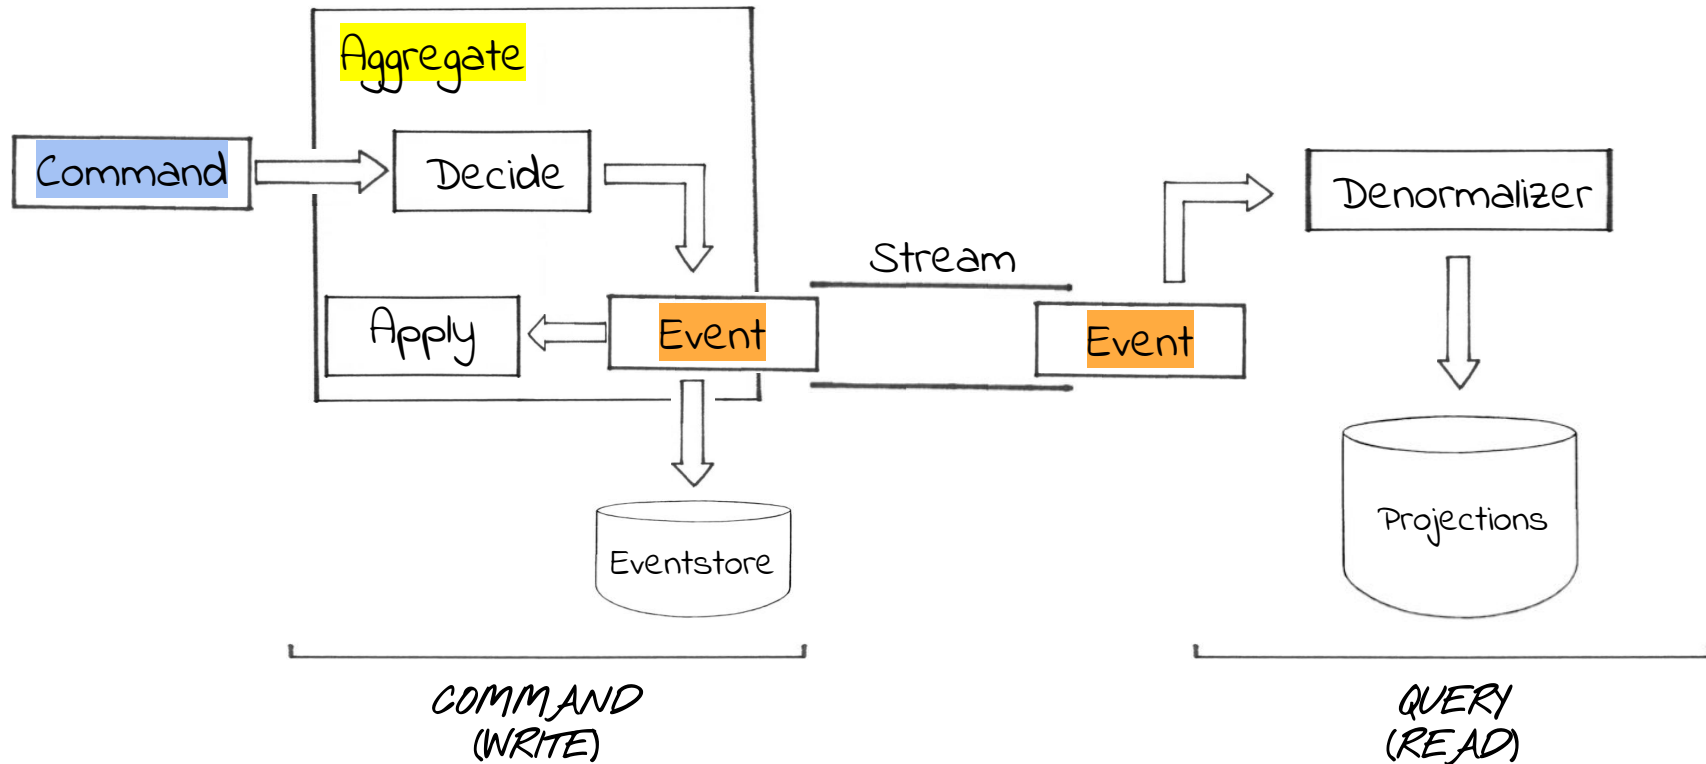 Aggregate
Command
Decide
Denormalizer
Stream
Apply
Event
Event
Projections
Eventstore
COMMAND
(WRITE)
QUERY
(READ)